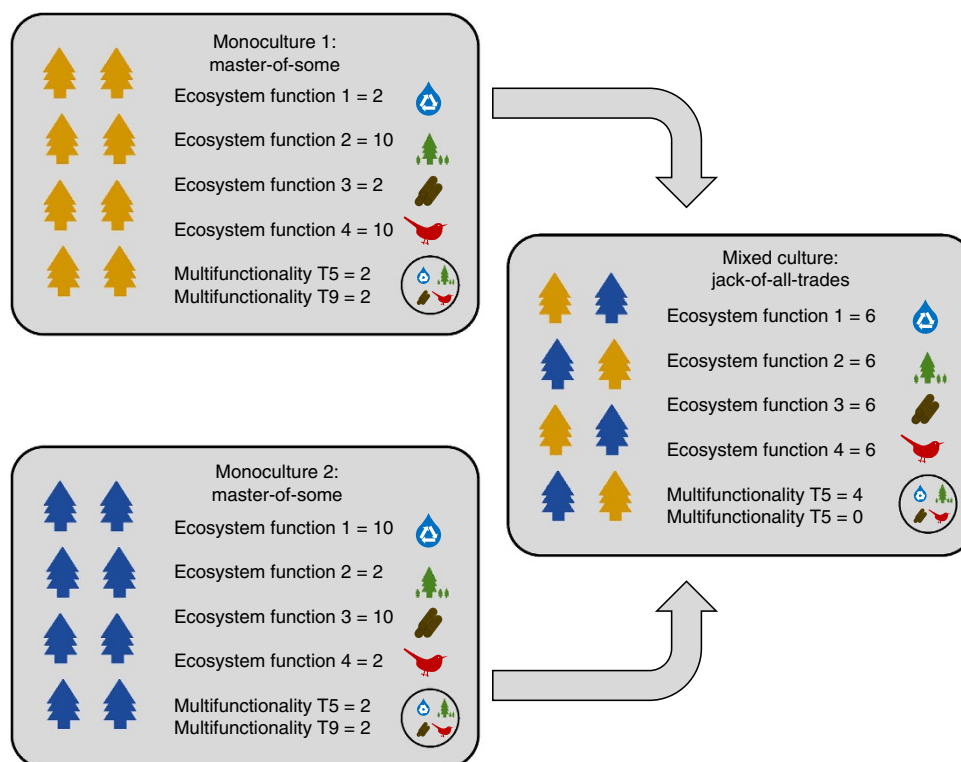 Monoculture 1:
master-of-some
Ecosystem function 1 = 2
Ecosystem function 2 = 10
Ecosystem function 3 = 2
Ecosystem function 4 = 10
Multifunctionality T5 = 2
Multifunctionality T9 = 2
Mixed culture:
jack-of-all-trades
Ecosystem function 1 = 6
Ecosystem function 2 = 6
Ecosystem function 3 = 6
Ecosystem function 4 = 6
Multifunctionality T5 = 4
Multifunctionality T5 = 0
Monoculture 2:
master-of-some
Ecosystem function 1 = 10
Ecosystem function 2 = 2
Ecosystem function 3 = 10
Ecosystem function 4 = 2
Multifunctionality T5 = 2
Multifunctionality T9 = 2